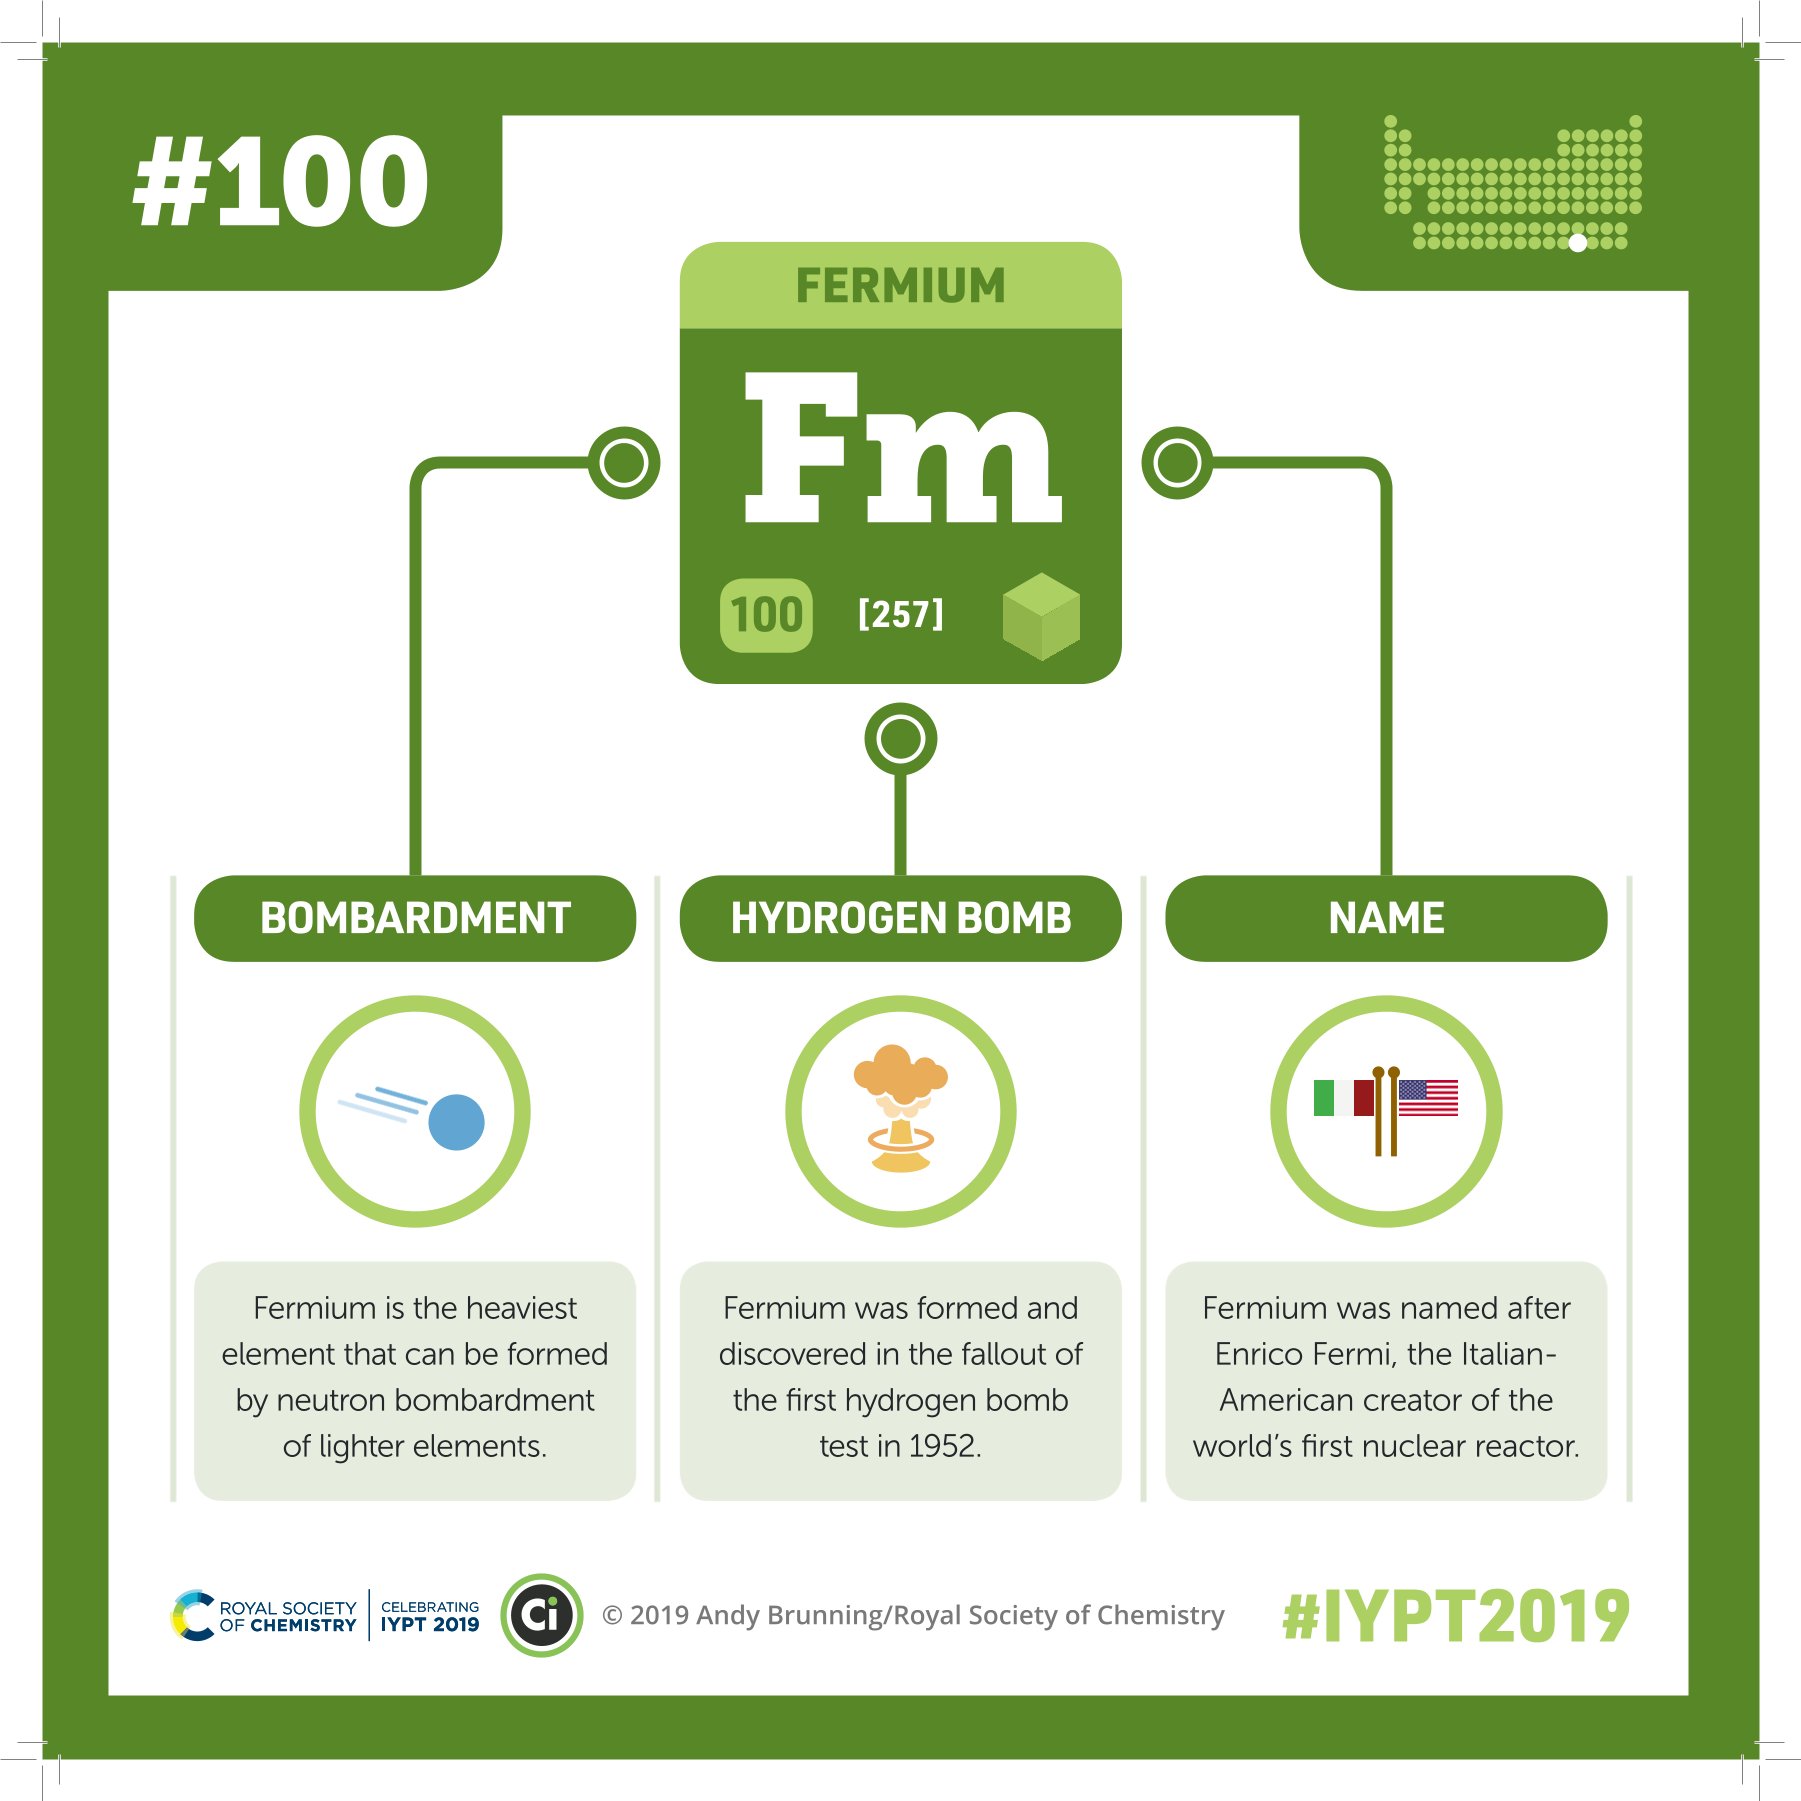 #100
FERMIUM
Fm
100 [257]
BOMBARDMENT
Fermium is the heaviest
element that can be formed
by neutron bombardment
of lighter elements.
HYDROGEN BOMB
Fermium was formed and
discovered in the fallout of
the first hydrogen bomb
test in 1952.
NAME
Fermium was named after
Enrico Fermi, the Italian-
American creator of the
world's first nuclear reactor.
ROYAL SOCIETY
OF CHEMISTRY
CELEBRATING
IYPT 2019
Ci
© 2019 Andy Brunning/Royal Society of Chemistry
#IYPT2019